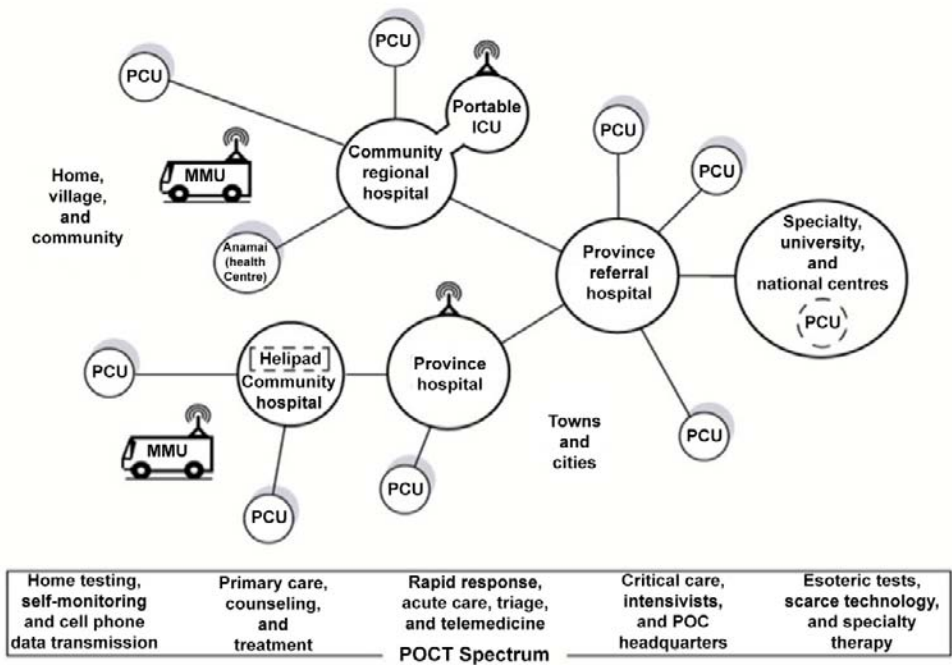 PCU
PCU
Portable
ICU
Community
regional
hospital
MMU
Home,
village,
and
community
Anamai
(health
Centre)
PCU
PCU
Province
referral
hospital
Specialty,
university,
and
national centres
PCU
PCU
Helipad
Community
hospital
Province
hospital
MMU
PCU
PCU
Towns
and
cities
PCU
Home testing,
self-monitoring
and cell phone
data transmission
Primary care,
counseling,
and
treatment
Rapid response,
acute care, triage,
and telemedicine
Critical care,
intensivists,
and POC
headquarters
Esoteric tests,
scarce technology,
and specialty
therapy
POCT Spectrum